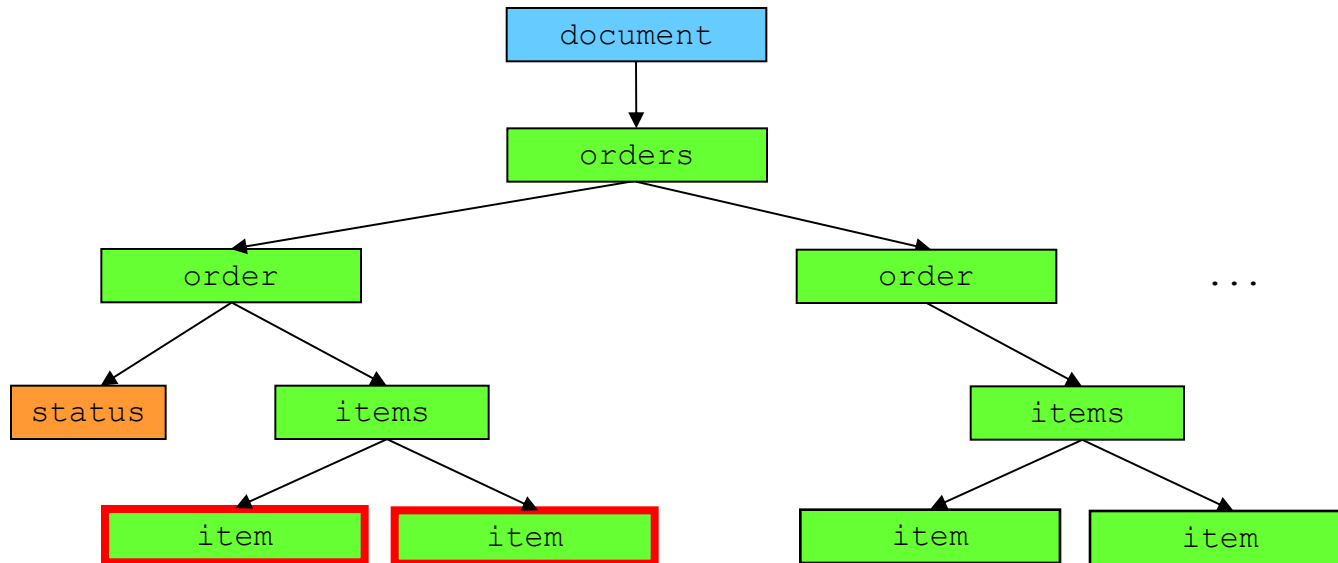 document
orders
order
order
...
status
items
items
item
item
item
item